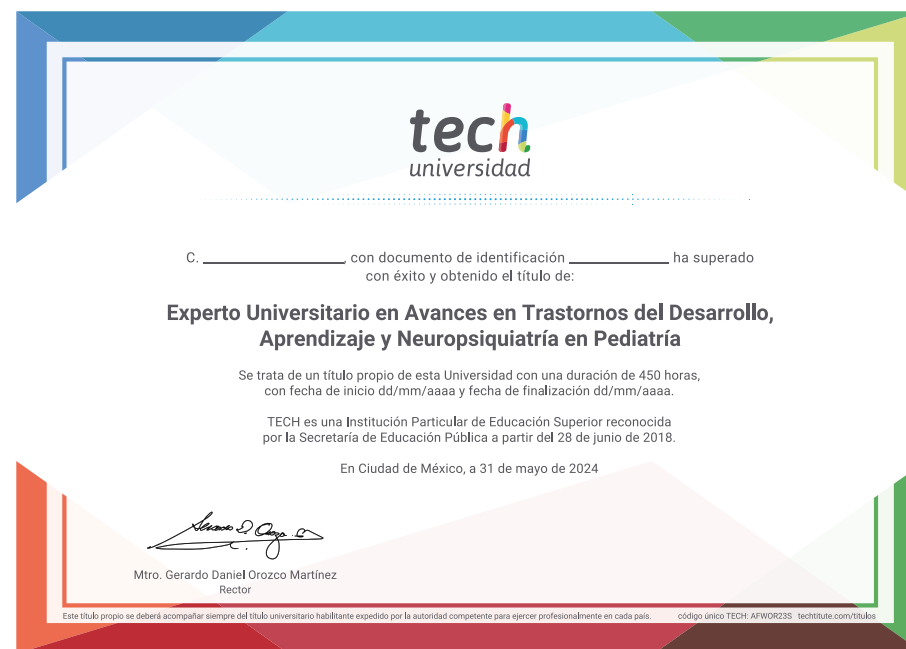 tech
universidad
C. ____________, con documento de identificación ____________ ha superado
con éxito y obtenido el título de:
Experto Universitario en Avances en Trastornos del Desarrollo,
Aprendizaje y Neuropsiquiatría en Pediatría
Se trata de un título propio de esta Universidad con una duración de 450 horas,
con fecha de inicio dd/mm/aaaa y fecha de finalización dd/mm/aaaa.
TECH es una Institución Particular de Educación Superior reconocida
por la Secretaría de Educación Pública a partir del 28 de junio de 2018.
En Ciudad de México, a 31 de mayo de 2024
Mtro. Gerardo Daniel Orozco Martínez
Rector
Este título propio se deberá acompañar siempre del título universitario habilitante expedido por la autoridad competente para ejercer profesionalmente en cada país. código único TECH: AFWOR23S techtitute.com/titulos